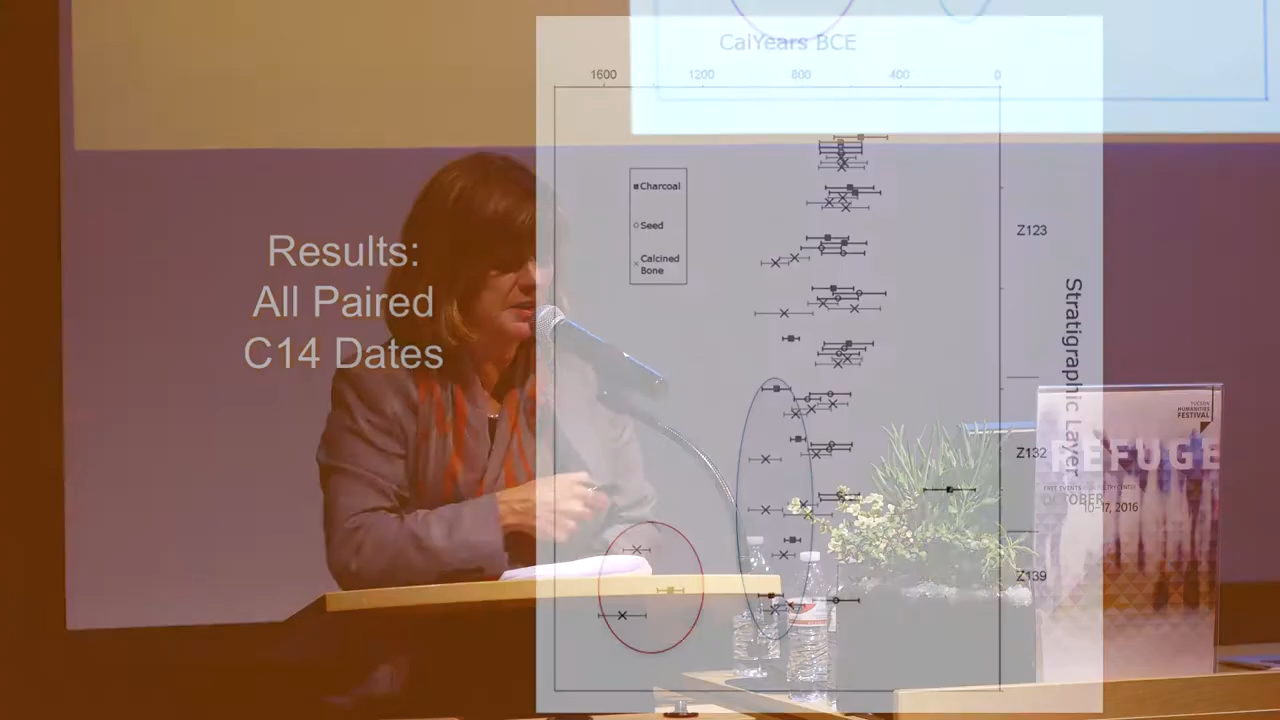 CalYears BCE
1600 1200 800 400 0
Charcoal
Seed
Calcined
Bone
Results:
All Paired
C14 Dates
Z123
Z132
Z139
Stratigraphic Layer
TUCSON
HUMANITIES
FESTIVAL
REFUGE
OCTOBER
10-17, 2016